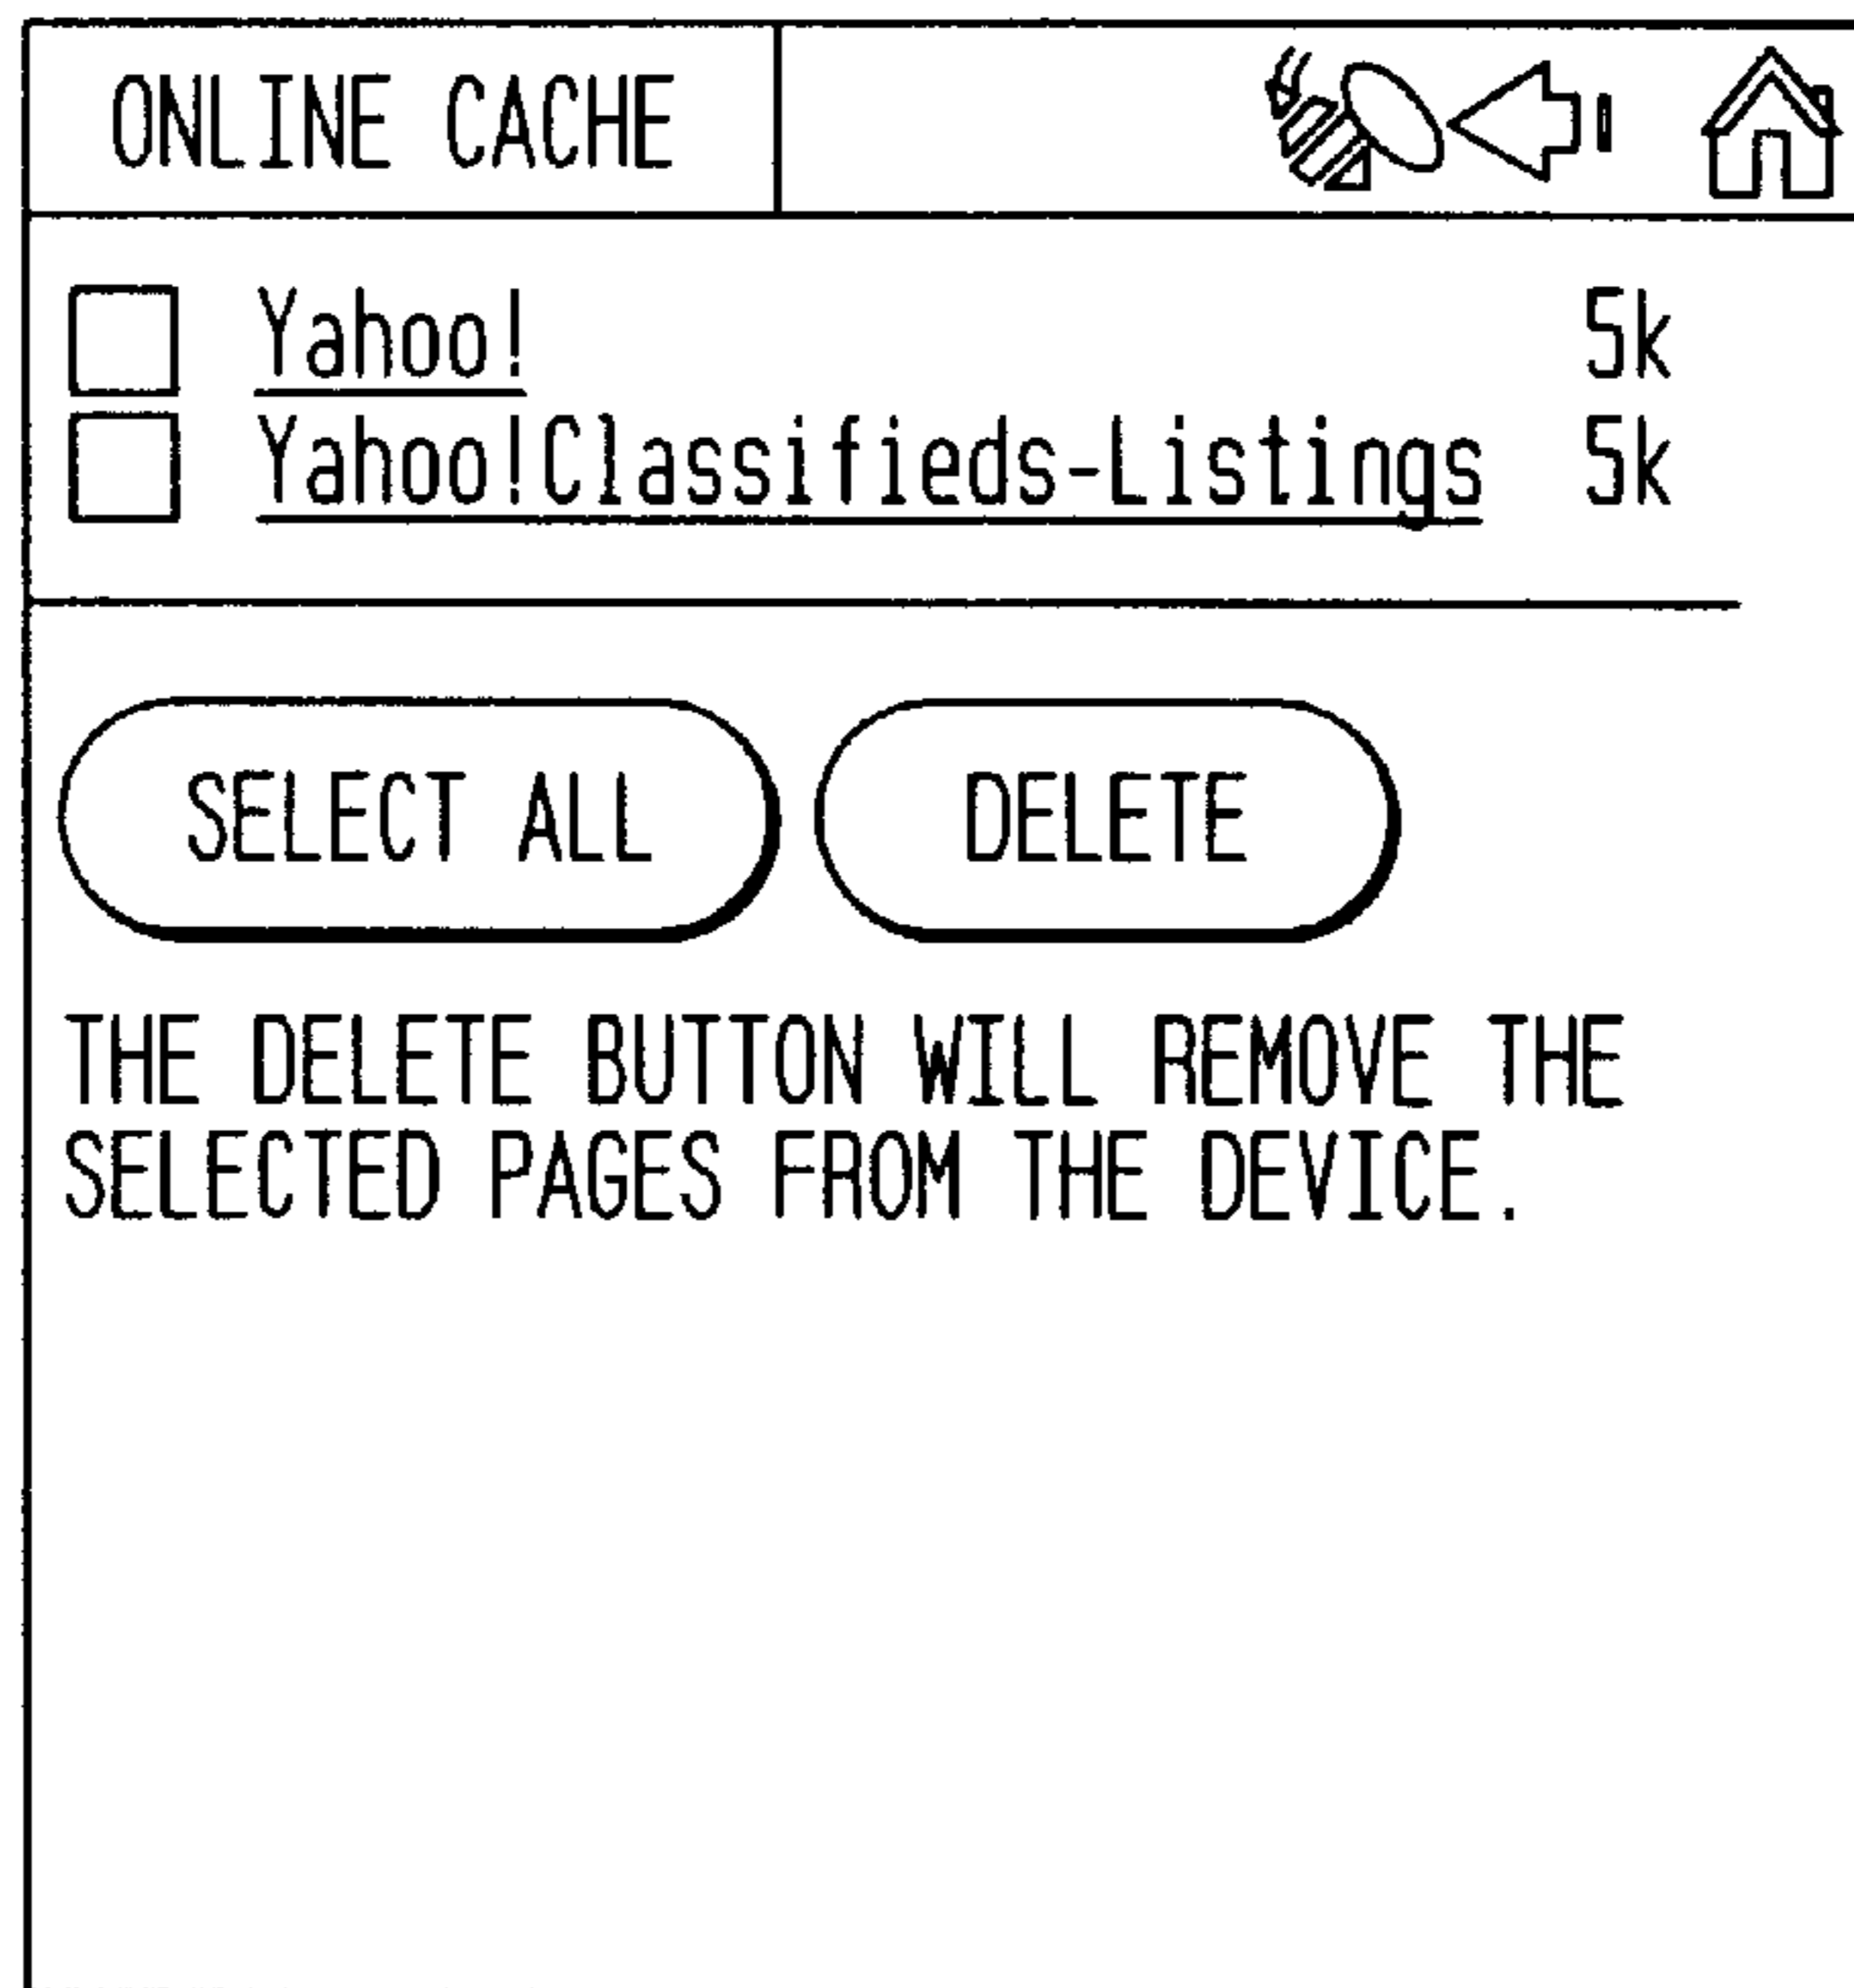 ONLINE CACHE
Yahoo! 5k
Yahoo!Classifieds-Listings 5k
SELECT ALL DELETE
THE DELETE BUTTON WILL REMOVE THE
SELECTED PAGES FROM THE DEVICE.